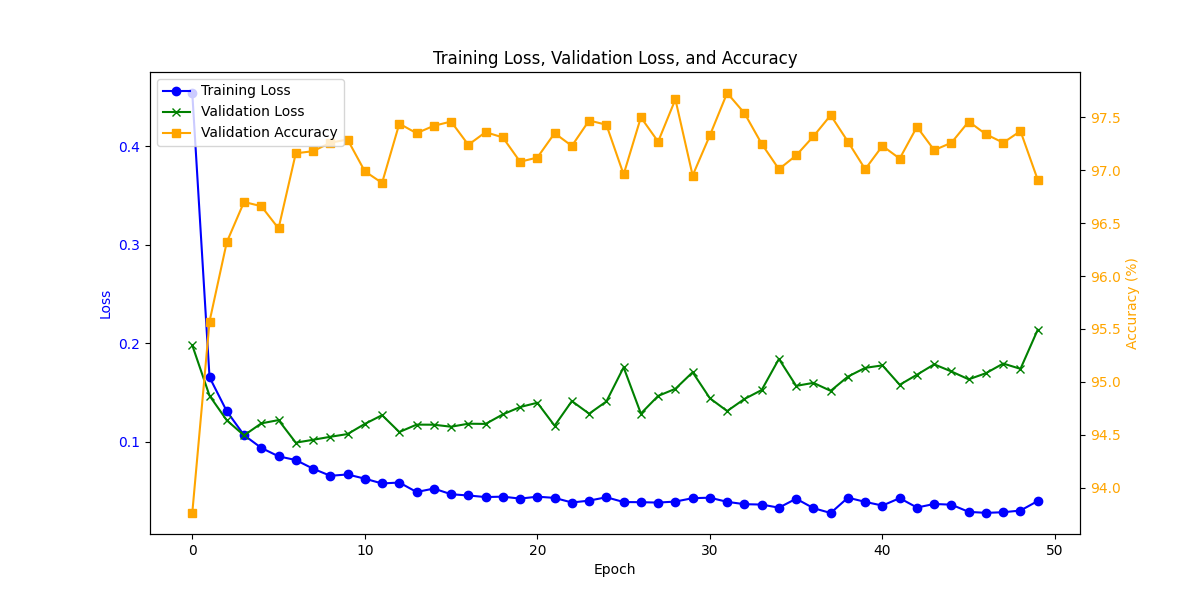 Training Loss, Validation Loss, and Accuracy
Training Loss
Validation Loss
Validation Accuracy
Loss
0.4
0.3
0.2
0.1
97.5
97.0
96.5
96.0
95.5
95.0
94.5
94.0
Accuracy (%)
0 10 20 30 40 50
Epoch